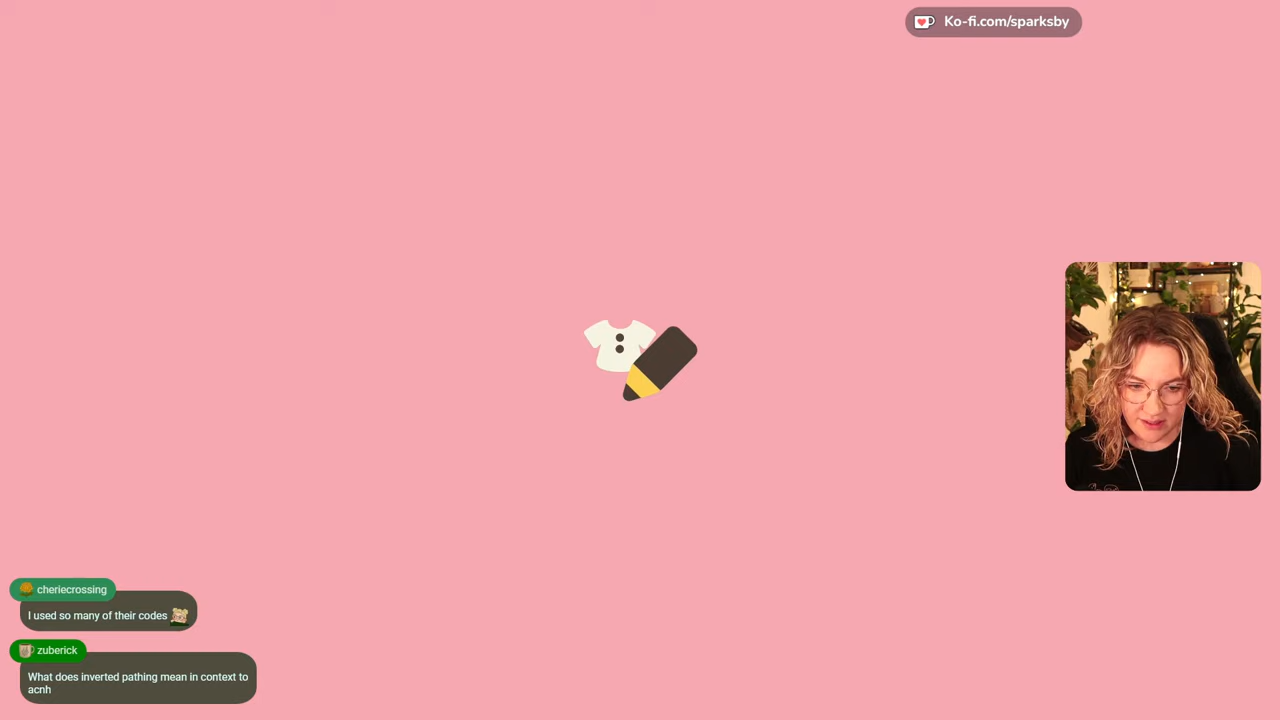 Ko-fi.com/sparksby
cheriecrossing
I used so many of their codes
zuberick
What does inverted pathing mean in context to
acnh